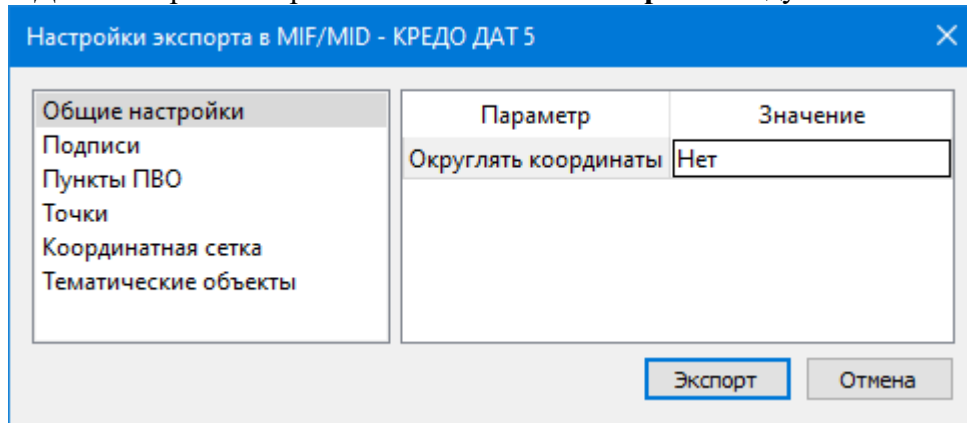 Настройки экспорта в MIF/MID - КРЕДО ДАТ 5
Общие настройки
Подписи
Пункты ПВО
Точки
Координатная сетка
Тематические объекты
Параметр Значение
Округлять координаты Нет
Экспорт Отмена